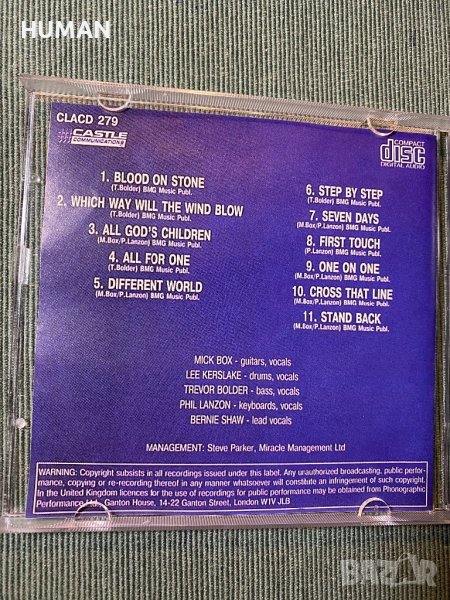 HUMAN
CLACD 279
CASTLE
COMMUNICATIONS
COMPACT
disc
DIGITAL AUDIO
1. BLOOD ON STONE
(T.Bolder) BMG Music Publ.
2. WHICH WAY WILL THE WIND BLOW
(T.Bolder) BMG Music Publ.
3. ALL GOD'S CHILDREN
(M.Box/P.Lanzon) BMG Music Publ.
4. ALL FOR ONE
(T.Bolder) BMG Music Publ.
5. DIFFERENT WORLD
(M.Box/P.Lanzon) BMG Music Publ.
6. STEP BY STEP
(T.Bolder) BMG Music Publ.
7. SEVEN DAYS
(M.Box/P.Lanzon) BMG Music Publ.
8. FIRST TOUCH
(M.Box/P.Lanzon) BMG Music Publ.
9. ONE ON ONE
(M.Box/P.Lanzon) BMG Music Publ.
10. CROSS THAT LINE
(M.Box/P.Lanzon) BMG Music Publ.
11. STAND BACK
(M.Box/P.Lanzon) BMG Music Publ.
MICK BOX - guitars, vocals
LEE KERSLAKE - drums, vocals
TREVOR BOLDER - bass, vocals
PHIL LANZON - keyboards, vocals
BERNIE SHAW - lead vocals
MANAGEMENT: Steve Parker, Miracle Management Ltd
WARNING: Copyright subsists in all recordings issued under this label. Any unauthorized broadcasting, public perfor-
mance, copying or re-recording thereof in any manner whatsoever will constitute an infringement of such copyright.
In the United Kingdom licences for the use of recordings for public performance may be obtained from Phonographic
Performance Ltd, Ganton House, 14-22 Ganton Street, London W1V JLB
BAZAR